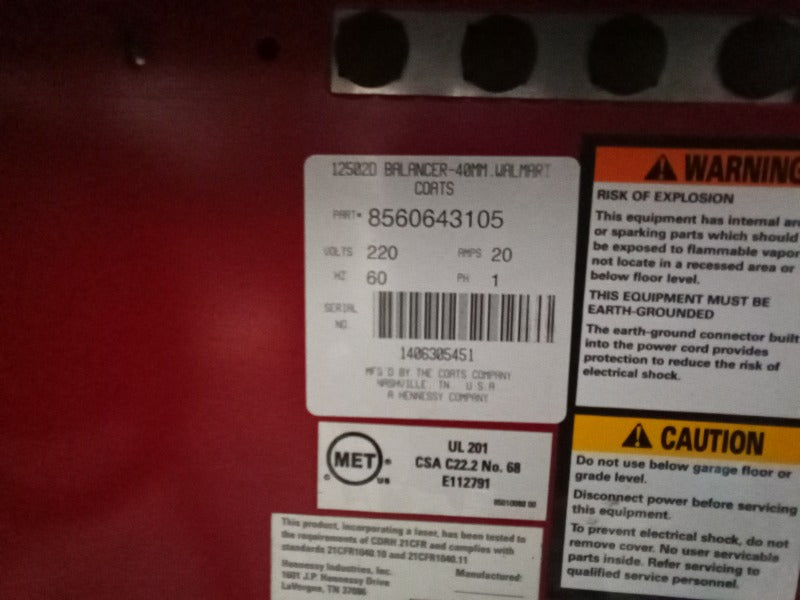 12502D BALANCER-40MM.WALMART
COATS
PART# 8560643105
VOLTS 220 AMPS 20
HZ 60 PH 1
SERIAL
NO
1406305451
MF'G'D BY THE COATS COMPANY
NASHVILLE TN U.S.A
A HENNESSY COMPANY
MET
C US
UL 201
CSA C22.2 No. 68
E112791
85010080 00
This product, incorporating a laser, has been tested to
the requirements of CDRH 21CFR and complies with
standards 21CFR1040.10 and 21CFR1040.11
Hennessy Industries, Inc.
1601 J.P. Hennessy Drive
LaVergne, TN 37086
Manufactured:
WARNING
RISK OF EXPLOSION
This equipment has internal
or sparking parts which should
be exposed to flammable vapor
not locate in a recessed area or
below floor level.
THIS EQUIPMENT MUST BE
EARTH-GROUNDED
The earth-ground connector built
into the power cord provides
protection to reduce the risk of
electrical shock.
CAUTION
Do not use below garage floor or
grade level.
Disconnect power before servicing
this equipment.
To prevent electrical shock, do not
remove cover. No user servicable
parts inside. Refer servicing to
qualified service personnel.